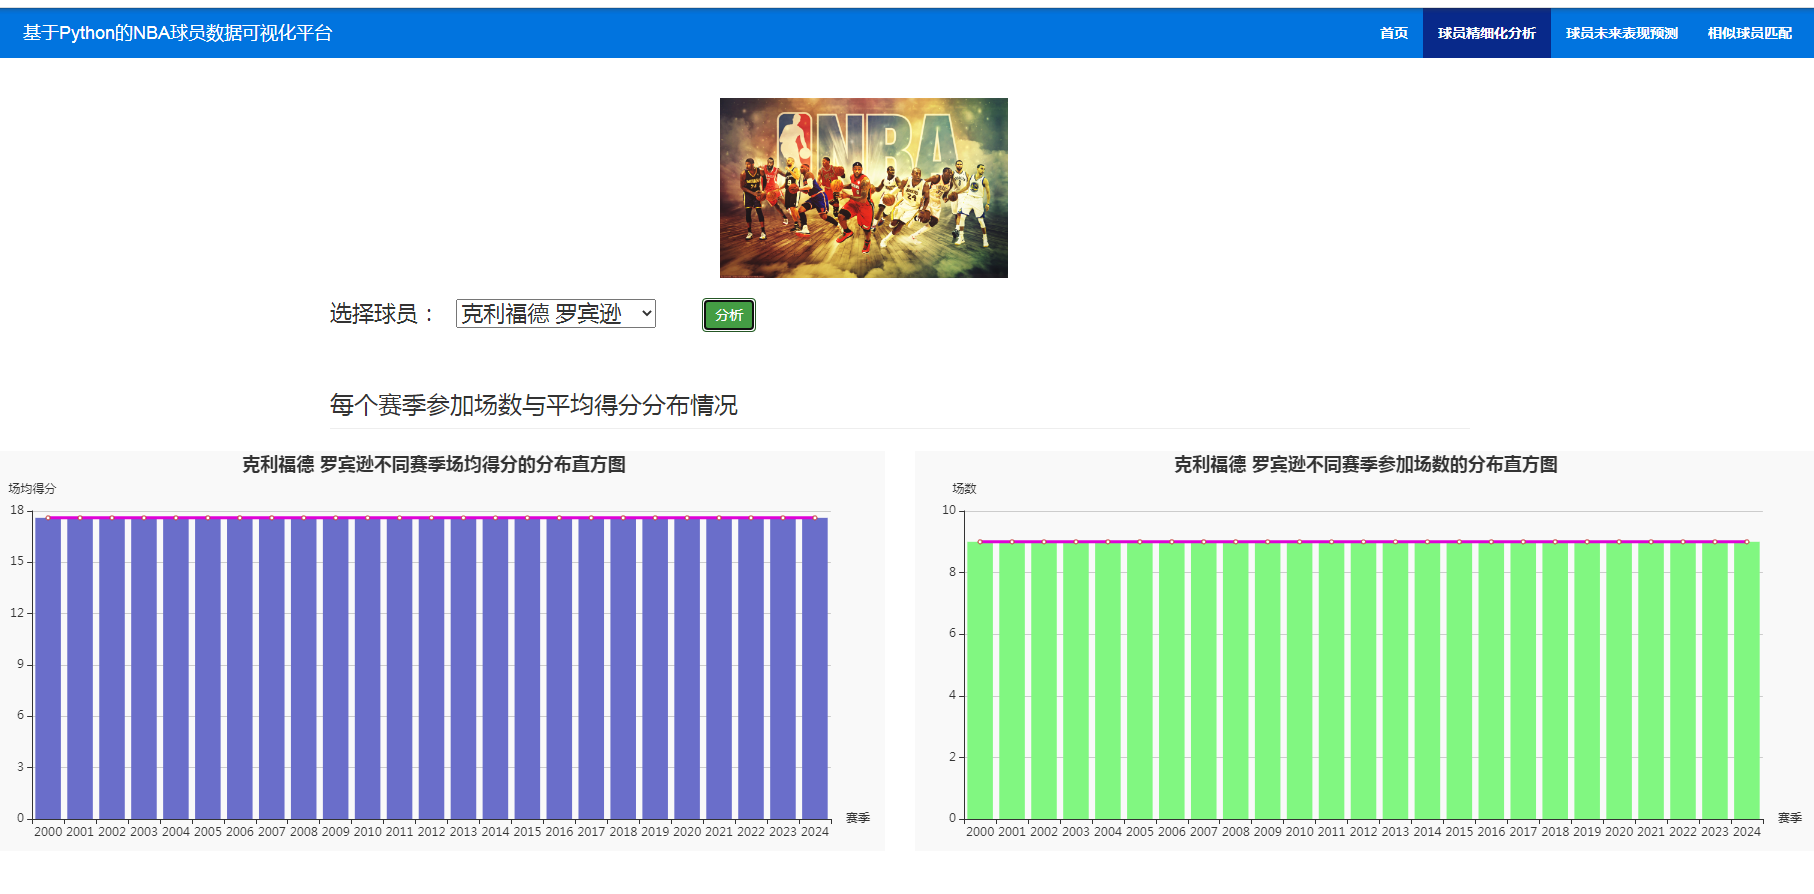 基于Python的NBA球员数据可视化平台
首页 球员精细化分析 球员未来表现预测 相似球员匹配
NBA
选择球员： 克利福德 罗宾逊 分析
每个赛季参加场数与平均得分分布情况
克利福德 罗宾逊不同赛季场均得分的分布直方图
场均得分
18
15
12
9
6
3
0
2000 2001 2002 2003 2004 2005 2006 2007 2008 2009 2010 2011 2012 2013 2014 2015 2016 2017 2018 2019 2020 2021 2022 2023 2024
赛季
克利福德 罗宾逊不同赛季参加场数的分布直方图
场数
10
8
6
4
2
0
2000 2001 2002 2003 2004 2005 2006 2007 2008 2009 2010 2011 2012 2013 2014 2015 2016 2017 2018 2019 2020 2021 2022 2023 2024
赛季